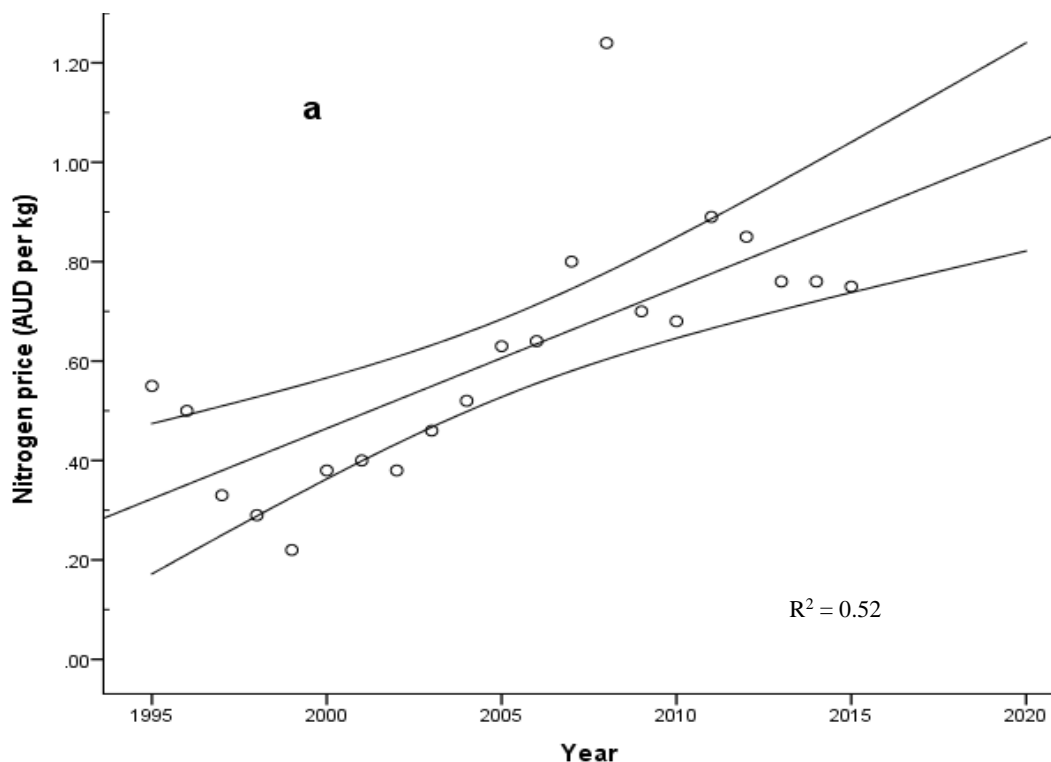 1.20
a
1.00
.80
.60
.40
.20
.00
Nitrogen price (AUD per kg)
R² = 0.52
1995 2000 2005 2010 2015 2020
Year